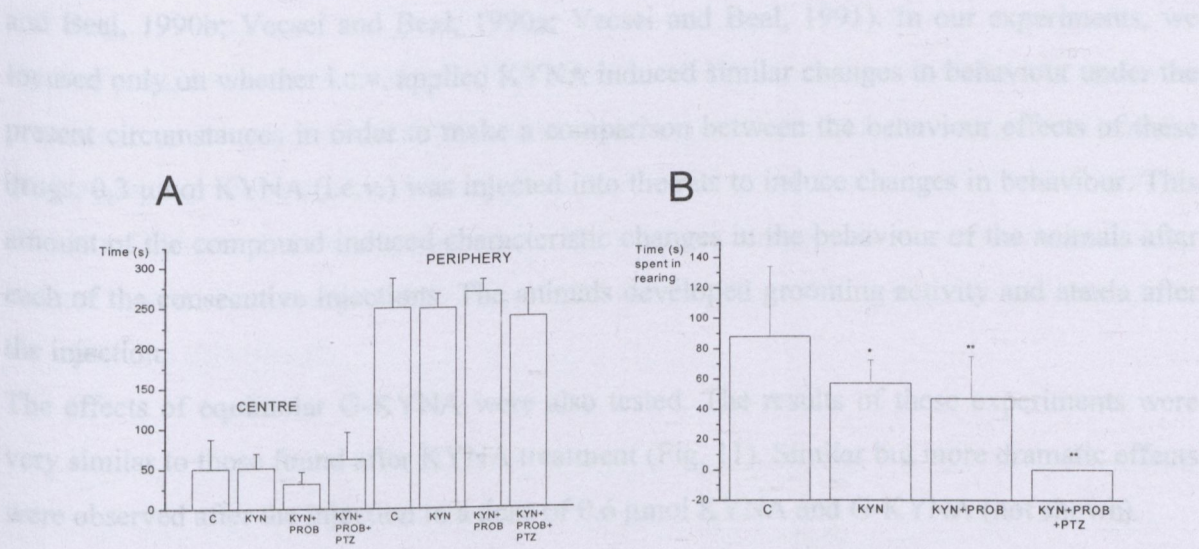 and Beal, 1990b; Vecsei and Beal, 1990a; Vecsei and Beal, 1991). In our experiments, we
focused only on whether i.c.v. applied KYNA induced similar changes in behaviour under the
present circumstances in order to make a comparison between the behaviour effects of these
drugs. 0.3 µmol KYNA (i.c.v.) was injected into the rats to induce changes in behaviour. This
amount of the compound induced characteristic changes in the behaviour of the animals after
each of the consecutive injections. The animals developed grooming activity and ataxia after
the injection.
The effects of equimolar G-KYNA were also tested. The results of these experiments were
very similar to those found after KYNA treatment (Fig. 11). Similar but more dramatic effects
were observed after the of 0.6 µmol KYNA and
A
Time (s)
300
250
200
150
100
50
0
CENTRE
PERIPHERY
C
KYN
KYN+
PROB
KYN+
PROB+
PTZ
C
KYN
KYN+
PROB
KYN+
PROB+
PTZ
B
Time (s)
spent in
rearing
140
120
100
80
60
40
20
0
-20
*
**
**
C
KYN
KYN+PROB
KYN+PROB
+PTZ